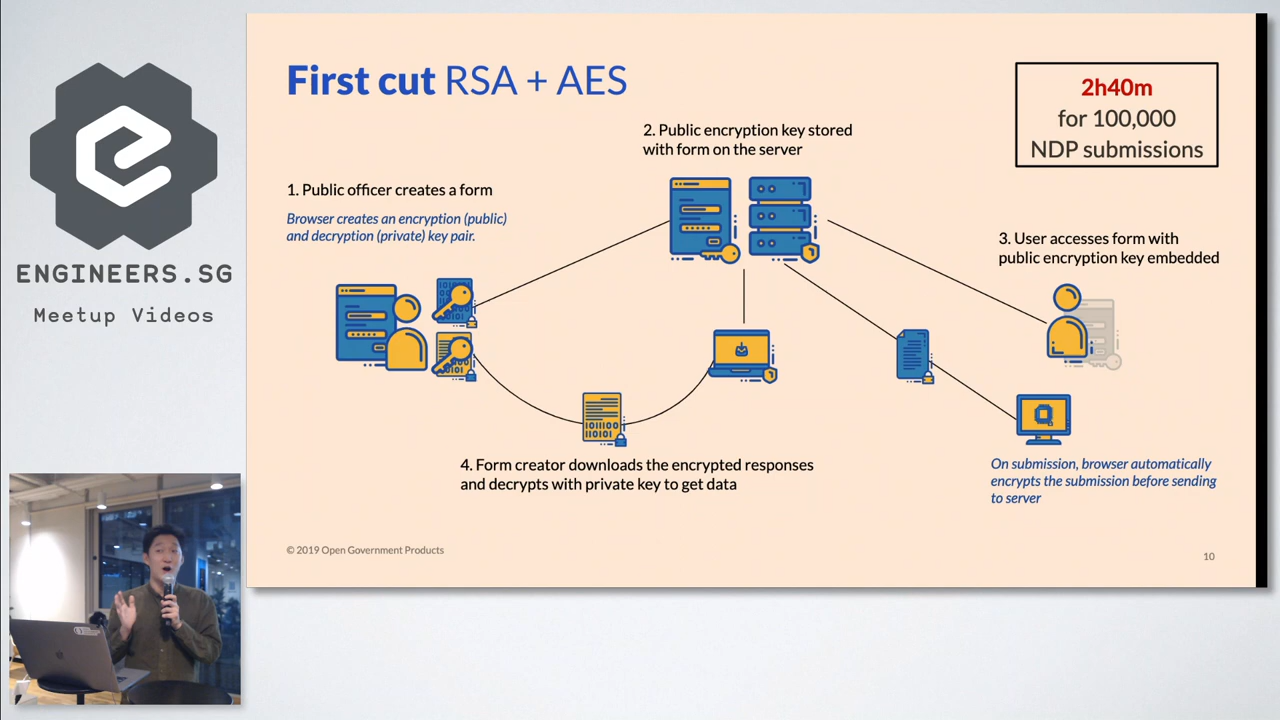 ENGINEERS.SG
Meetup Videos
First cut RSA + AES
2h40m
for 100,000
NDP submissions
2. Public encryption key stored
with form on the server
1. Public officer creates a form
Browser creates an encryption (public)
and decryption (private) key pair.
3. User accesses form with
public encryption key embedded
4. Form creator downloads the encrypted responses
and decrypts with private key to get data
On submission, browser automatically
encrypts the submission before sending
to server
© 2019 Open Government Products
10